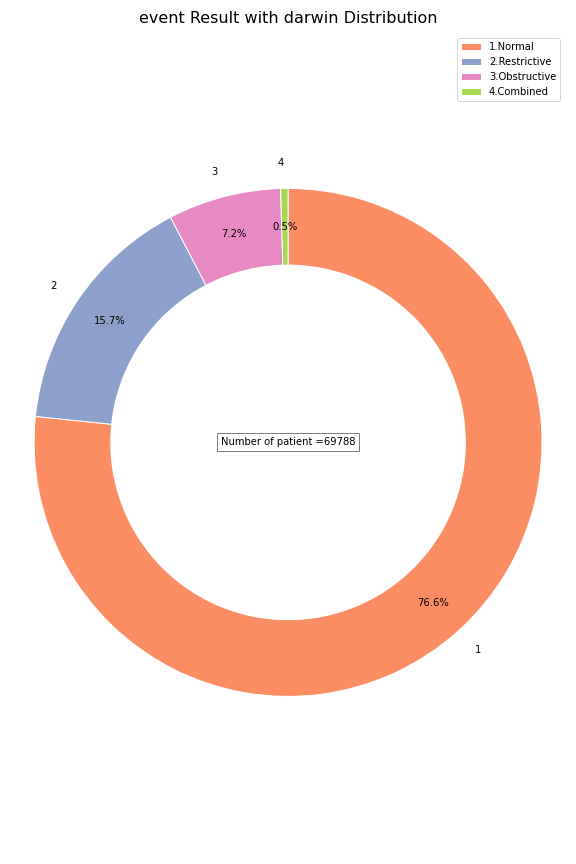 event Result with darwin Distribution
1.Normal
2.Restrictive
3.Obstructive
4.Combined
4
3
0.5%
7.2%
2
15.7%
Number of patient =69788
76.6%
1